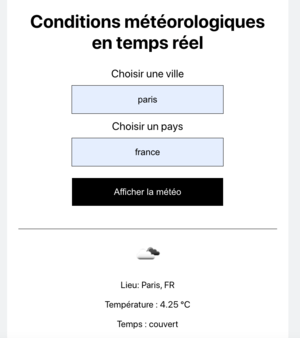 Conditions météorologiques
en temps réel
Choisir une ville
paris
Choisir un pays
france
Afficher la météo
Lieu: Paris, FR
Température : 4.25 °C
Temps : couvert